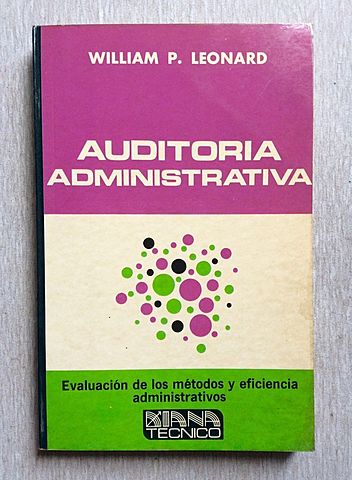 WILLIAM P. LEONARD
AUDITORIA
ADMINISTRATIVA
Evaluación de los métodos y eficiencia
administrativos
DIANA
TECNICO